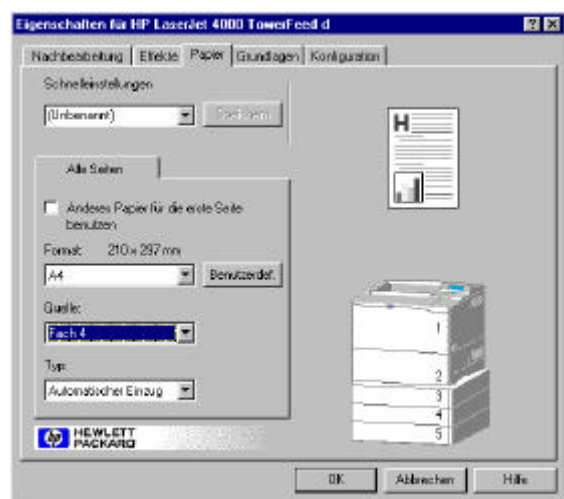 Eigenschaften für HP LaserJet 4000 TowerFeed d
Nachbearbeitung Effekte Papier Grundlagen Konfiguration
Schnelleinstellungen
(Unbenannt) Speichern
H
Alle Seiten
Anderes Papier für die erste Seite
benutzen
Format: 210 x 297 mm
A4 Benutzerdef.
Quelle:
Fach 4
Typ:
Automatischer Einzug
1
2
3
4
5
hp HEWLETT
PACKARD
OK Abbrechen Hilfe